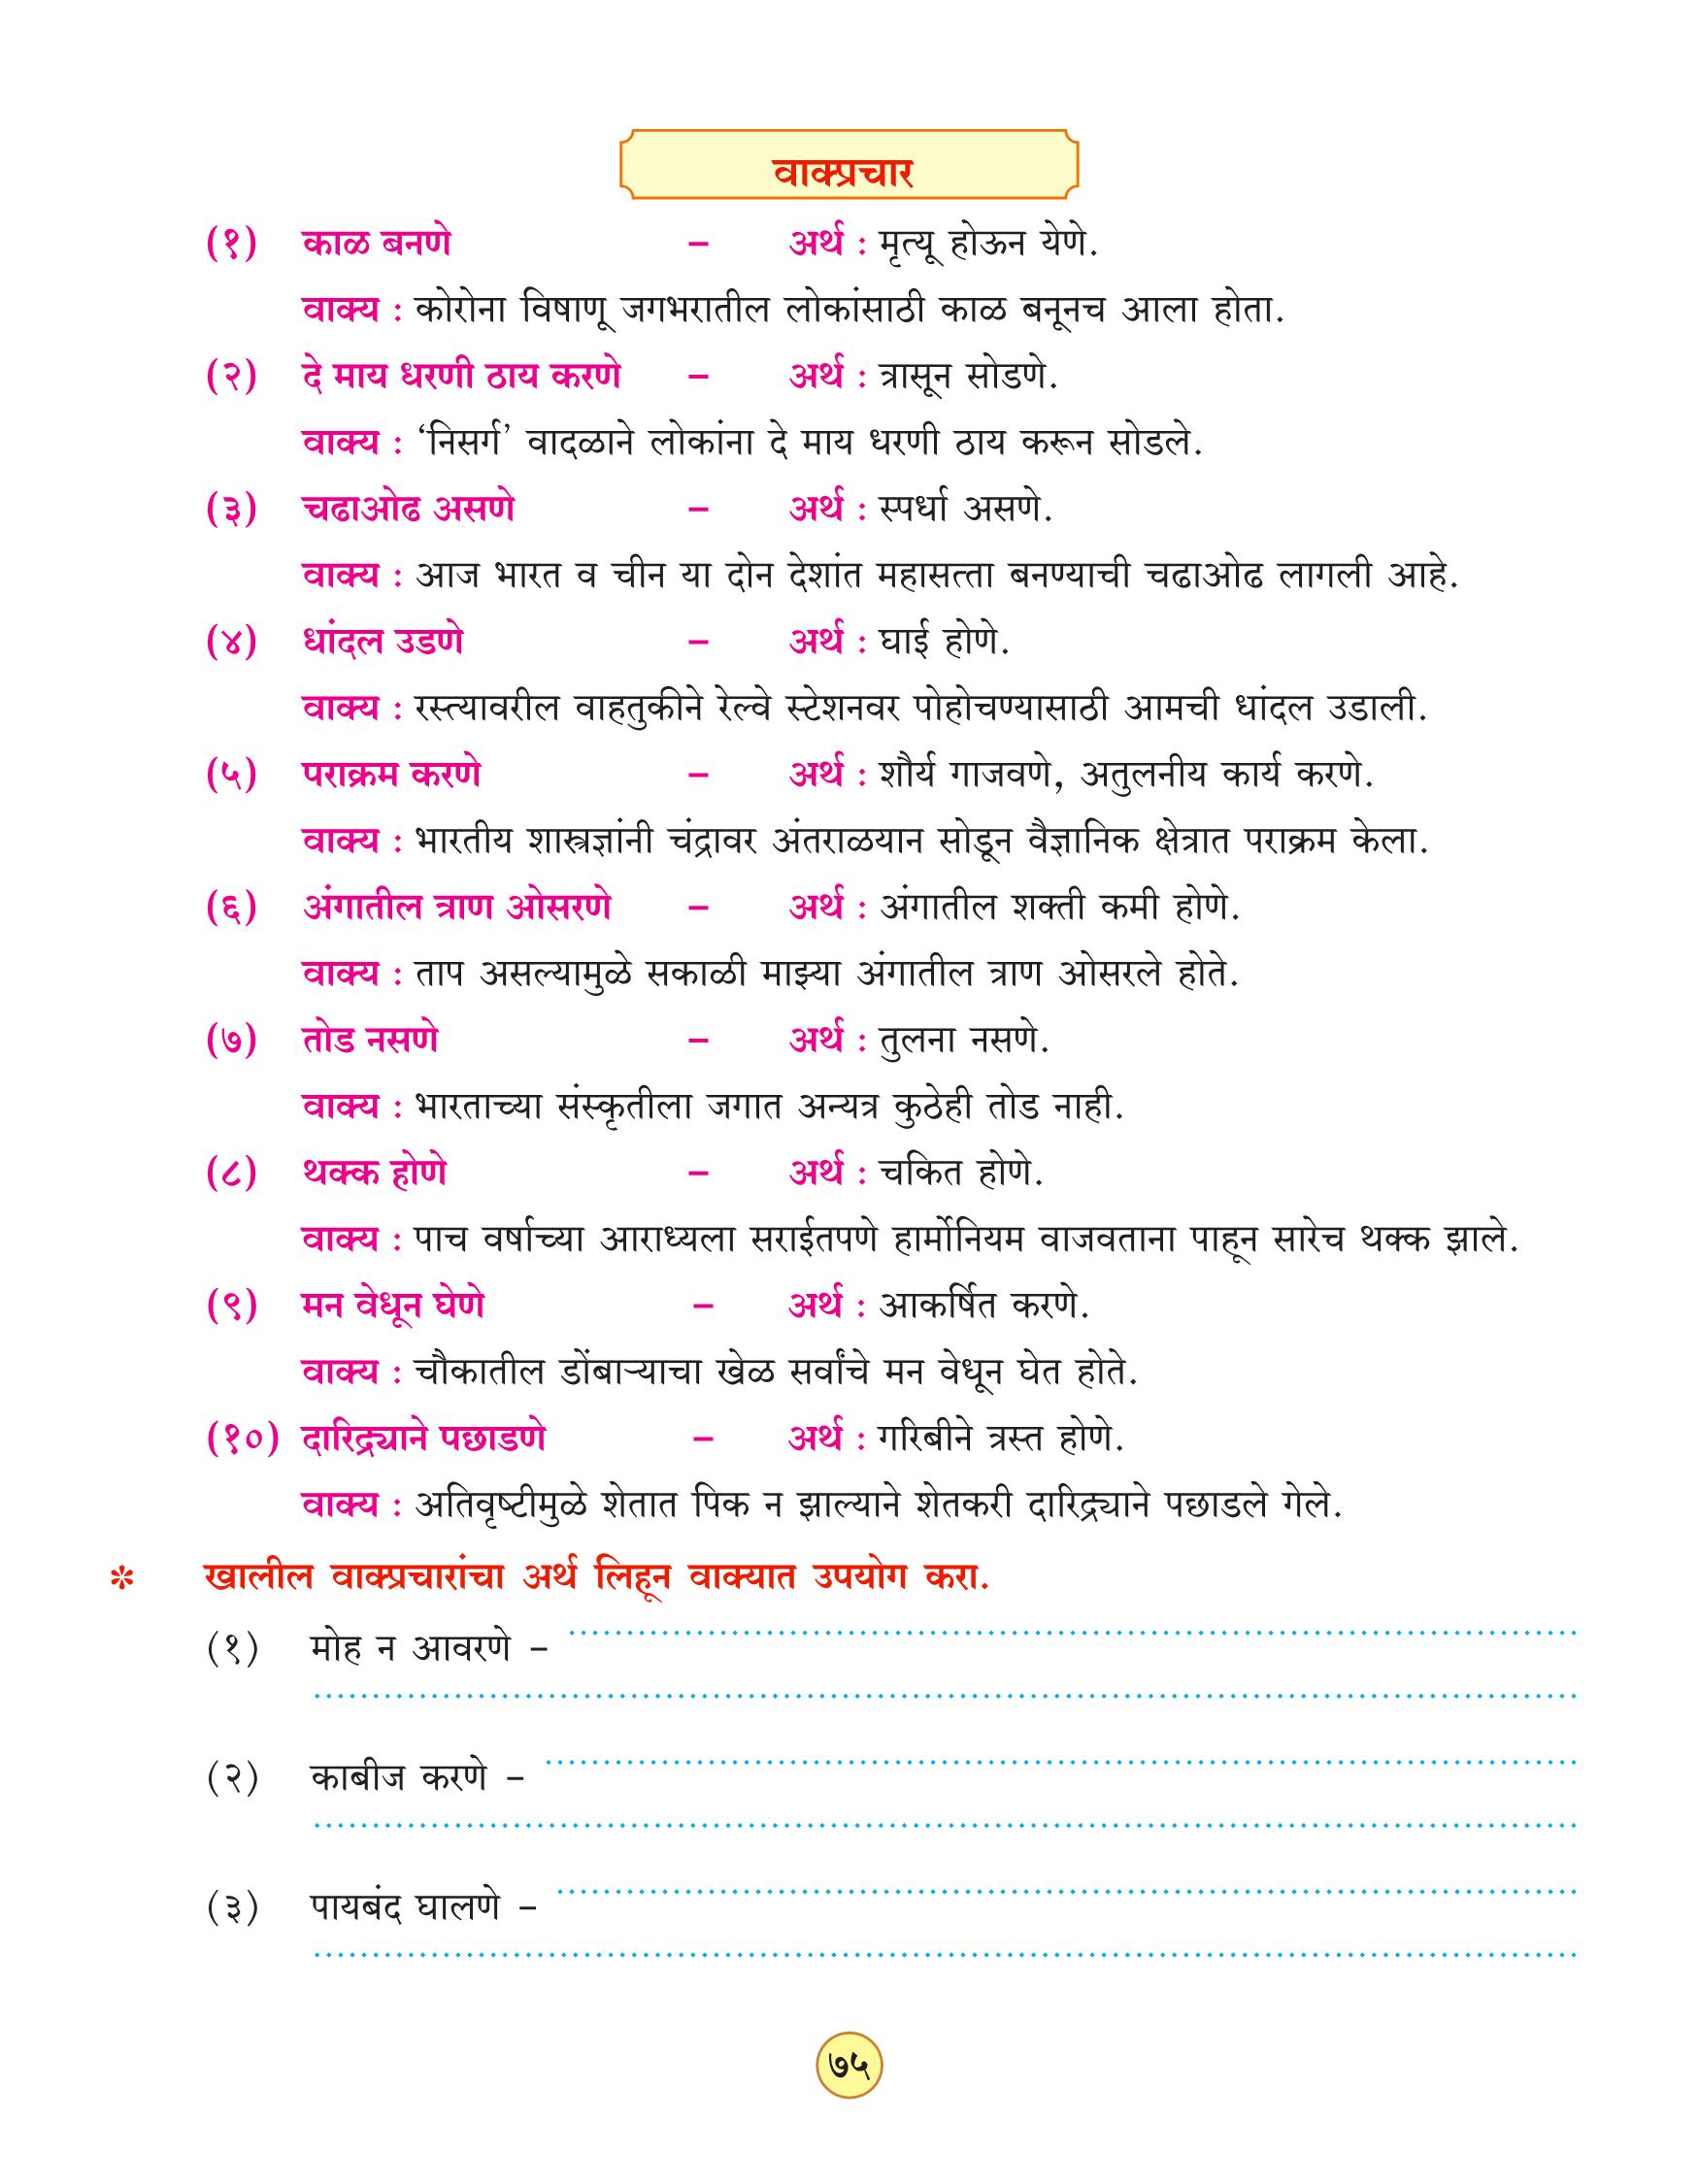 वाक्प्रचार
(१) काळ बनणे – अर्थ : मृत्यू होऊन येणे.
वाक्य : कोरोना विषाणू जगभरातील लोकांसाठी काळ बनूनच आला होता.
(२) दे माय धरणी ठाय करणे – अर्थ : त्रासून सोडणे.
वाक्य : ‘निसर्ग’ वादळाने लोकांना दे माय धरणी ठाय करून सोडले.
(३) चढाओढ असणे – अर्थ : स्पर्धा असणे.
वाक्य : आज भारत व चीन या दोन देशांत महासत्ता बनण्याची चढाओढ लागली आहे.
(४) धांदल उडणे – अर्थ : घाई होणे.
वाक्य : रस्त्यावरील वाहतुकीने रेल्वे स्टेशनवर पोहोचण्यासाठी आमची धांदल उडाली.
(५) पराक्रम करणे – अर्थ : शौर्य गाजवणे, अतुलनीय कार्य करणे.
वाक्य : भारतीय शास्त्रज्ञांनी चंद्रावर अंतराळयान सोडून वैज्ञानिक क्षेत्रात पराक्रम केला.
(६) अंगातील त्राण ओसरणे – अर्थ : अंगातील शक्ती कमी होणे.
वाक्य : ताप असल्यामुळे सकाळी माझ्या अंगातील त्राण ओसरले होते.
(७) तोड नसणे – अर्थ : तुलना नसणे.
वाक्य : भारताच्या संस्कृतीला जगात अन्यत्र कुठेही तोड नाही.
(८) थक्क होणे – अर्थ : चकित होणे.
वाक्य : पाच वर्षाच्या आराध्यला सराईतपणे हार्मोनियम वाजवताना पाहून सारेच थक्क झाले.
(९) मन वेधून घेणे – अर्थ : आकर्षित करणे.
वाक्य : चौकातील डोंबाऱ्याचा खेळ सर्वांचे मन वेधून घेत होते.
(१०) दारिद्र्याने पछाडणे – अर्थ : गरिबीने त्रस्त होणे.
वाक्य : अतिवृष्टीमुळे शेतात पिक न झाल्याने शेतकरी दारिद्र्याने पछाडले गेले.
✽ खालील वाक्प्रचारांचा अर्थ लिहून वाक्यात उपयोग करा.
(१) मोह न आवरणे –
(२) काबीज करणे –
(३) पायबंद घालणे –
७५